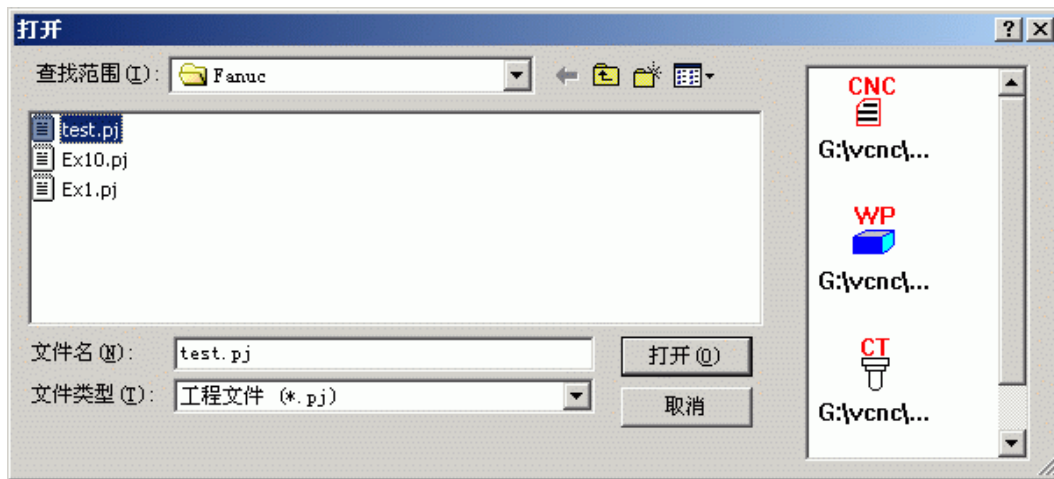 打开
查找范围(I): Fanuc
test.pj
Ex10.pj
Ex1.pj
文件名(N): test.pj
打开(O)
文件类型(T): 工程文件 (*.pj)
取消
CNC
G:\vcnc\...
WP
G:\vcnc\...
CT
G:\vcnc\...